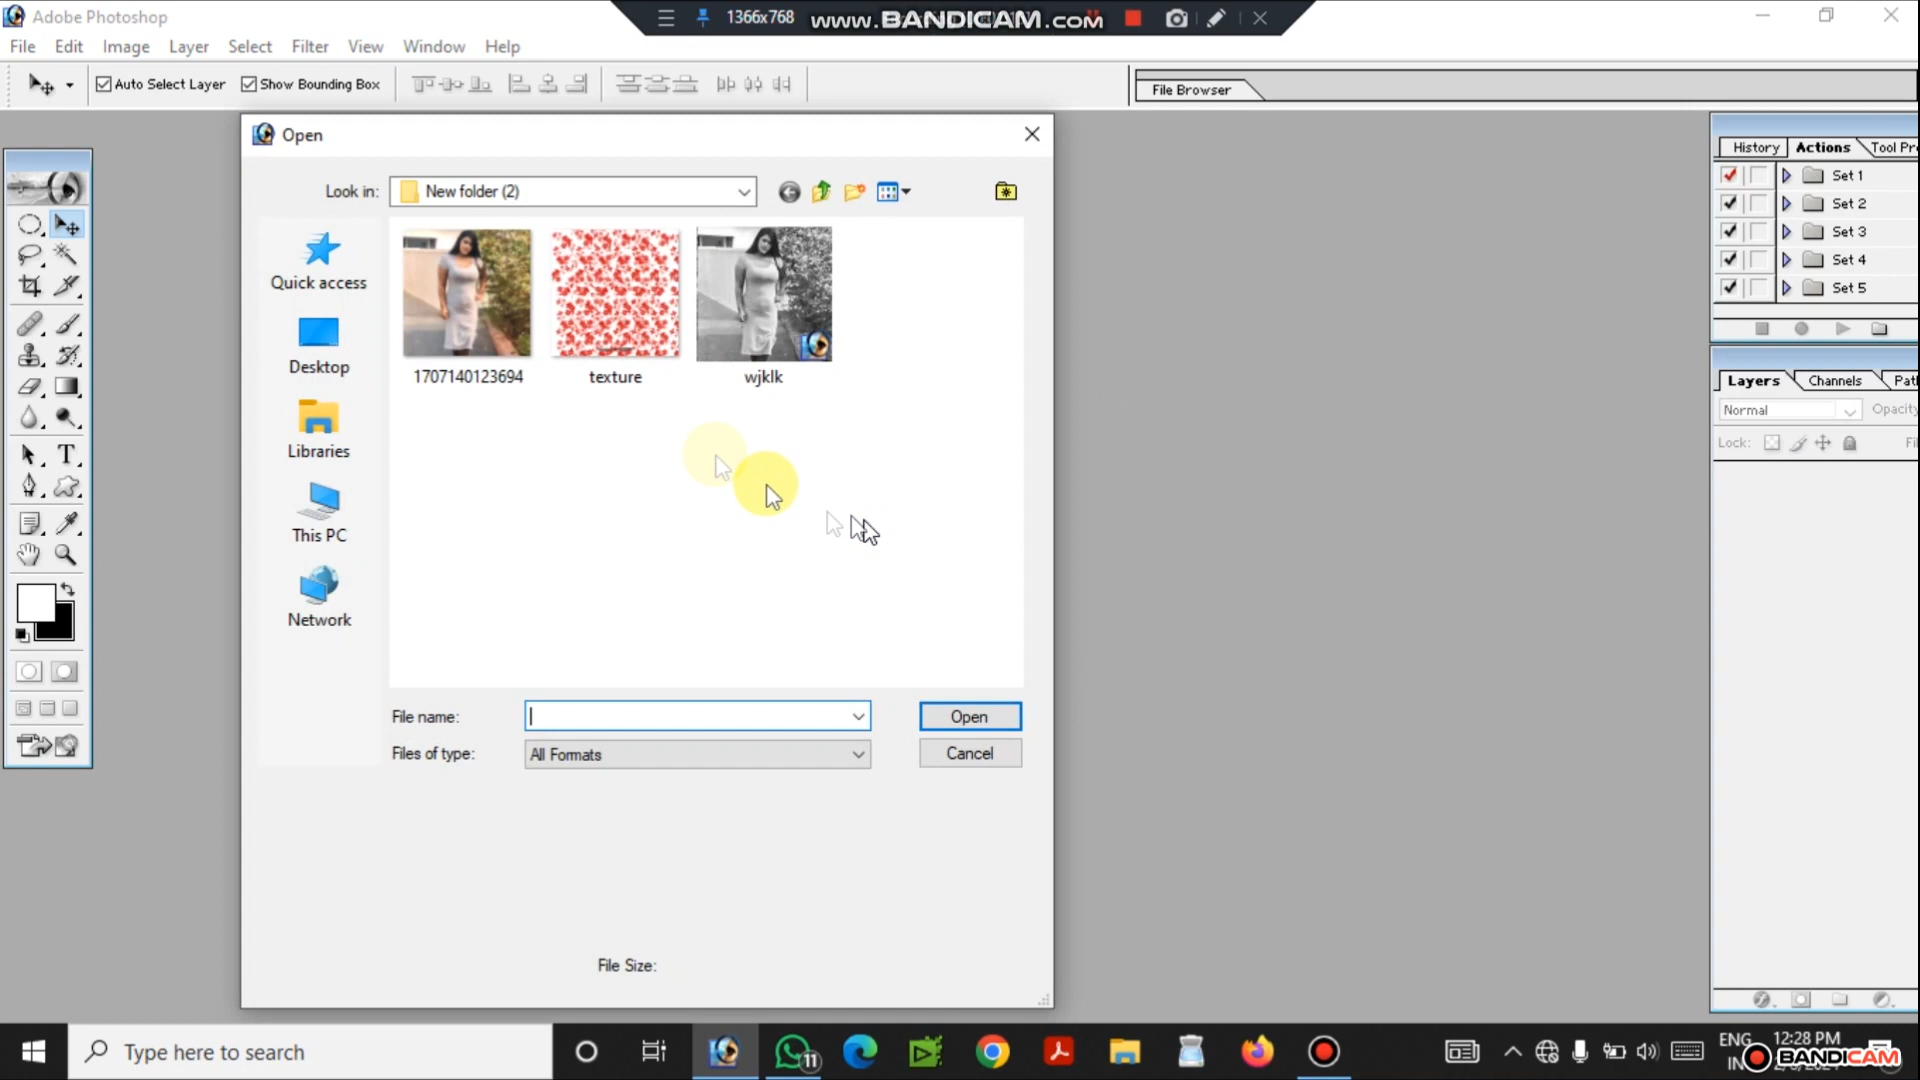 Adobe Photoshop
1366x768
www.BANDICAM.com
File Edit Image Layer Select Filter View Window Help
Auto Select Layer Show Bounding Box
File Browser
Open
Look in: New folder (2)
Quick access
Desktop
Libraries
This PC
Network
1707140123694 texture wjklk
File name:
Open
Files of type: All Formats
Cancel
File Size:
History Actions Tool Pr
Set 1
Set 2
Set 3
Set 4
Set 5
Layers Channels Pat
Normal Opacity
Lock: Fi
T
Type here to search
11
ENG
12:28 PM
IN
BANDICAM